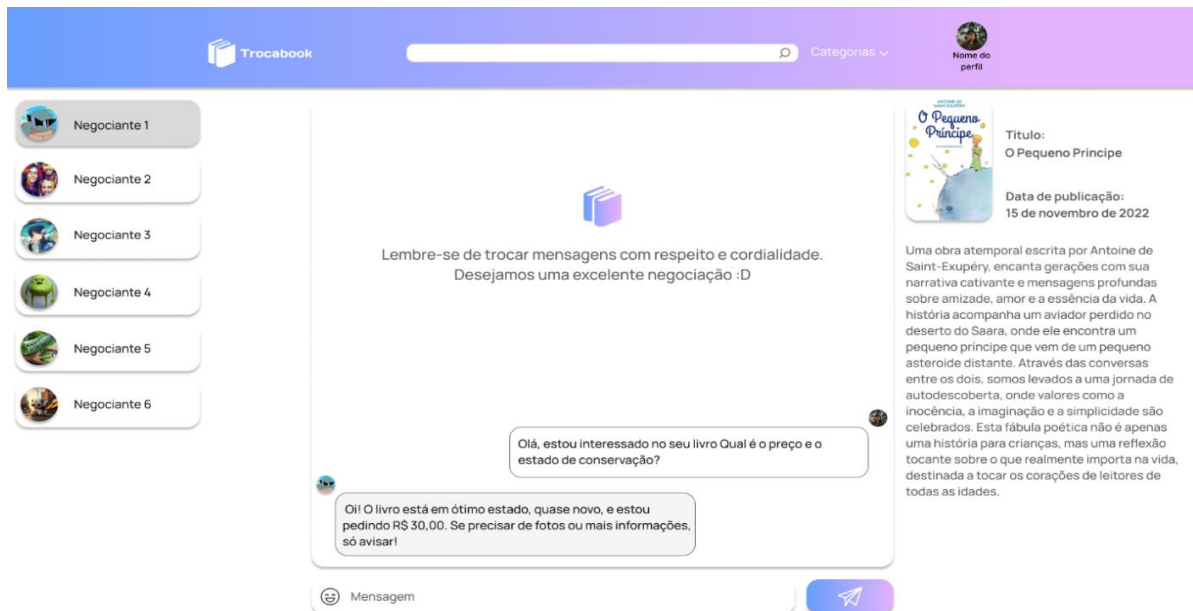 Trocabook
Categorias
Nome do
perfil
Negociante 1
Negociante 2
Negociante 3
Negociante 4
Negociante 5
Negociante 6
Lembre-se de trocar mensagens com respeito e cordialidade.
Desejamos uma excelente negociação :D
Olá, estou interessado no seu livro Qual é o preço e o
estado de conservação?
Oi! O livro está em ótimo estado, quase novo, e estou
pedindo R$ 30,00. Se precisar de fotos ou mais informações,
só avisar!
Mensagem
ANTOINE DE
SAINT-EXUPÉRY
O Pequeno
Príncipe
Titulo:
O Pequeno Principe
Data de publicação:
15 de novembro de 2022
Uma obra atemporal escrita por Antoine de
Saint-Exupéry, encanta gerações com sua
narrativa cativante e mensagens profundas
sobre amizade, amor e a essência da vida. A
história acompanha um aviador perdido no
deserto do Saara, onde ele encontra um
pequeno príncipe que vem de um pequeno
asteroide distante. Através das conversas
entre os dois, somos levados a uma jornada de
autodescoberta, onde valores como a
inocência, a imaginação e a simplicidade são
celebrados. Esta fábula poética não é apenas
uma história para crianças, mas uma reflexão
tocante sobre o que realmente importa na vida,
destinada a tocar os corações de leitores de
todas as idades.